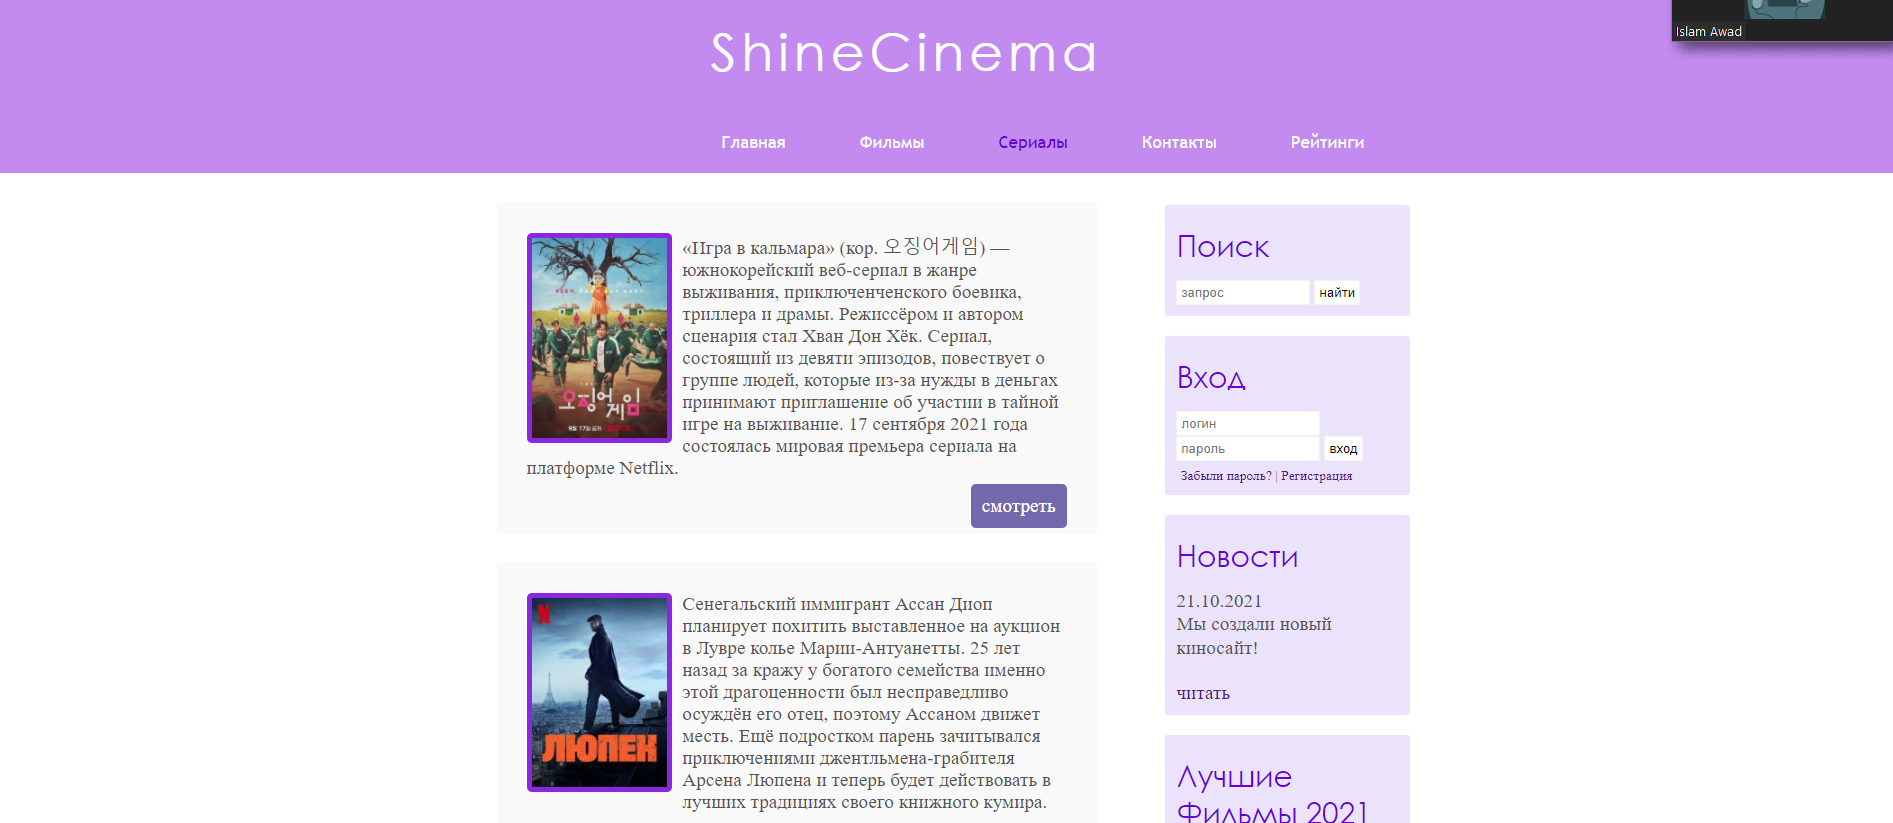 ShineCinema
Islam Awad
Главная Фильмы Сериалы Контакты Рейтинги
«Игра в кальмара» (кор. 오징어게임) —
южнокорейский веб-сериал в жанре
выживания, приключенченского боевика,
триллера и драмы. Режиссёром и автором
сценария стал Хван Дон Хёк. Сериал,
состоящий из девяти эпизодов, повествует о
группе людей, которые из-за нужды в деньгах
принимают приглашение об участии в тайной
игре на выживание. 17 сентября 2021 года
состоялась мировая премьера сериала на
платформе Netflix.
오징어게임
смотреть
Сенегальский иммигрант Ассан Диоп
планирует похитить выставленное на аукцион
в Лувре колье Марии-Антуанетты. 25 лет
назад за кражу у богатого семейства именно
этой драгоценности был несправедливо
осуждён его отец, поэтому Ассаном движет
месть. Ещё подростком парень зачитывался
приключениями джентльмена-грабителя
Арсена Люпена и теперь будет действовать в
лучших традициях своего книжного кумира.
N
ЛЮПЕН
Поиск
запрос найти
Вход
логин
пароль вход
Забыли пароль? | Регистрация
Новости
21.10.2021
Мы создали новый
киносайт!
читать
Лучшие
Фильмы 2021